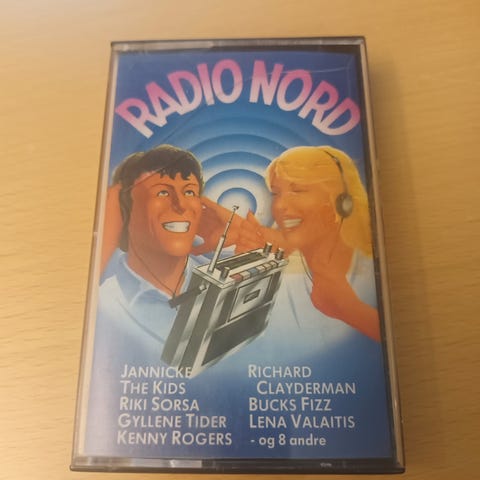 RADIO NORD
JANNICKE
THE KIDS
RIKI SORSA
GYLLENE TIDER
KENNY ROGERS
RICHARD
CLAYDERMAN
BUCKS FIZZ
LENA VALAITIS
- og 8 andre